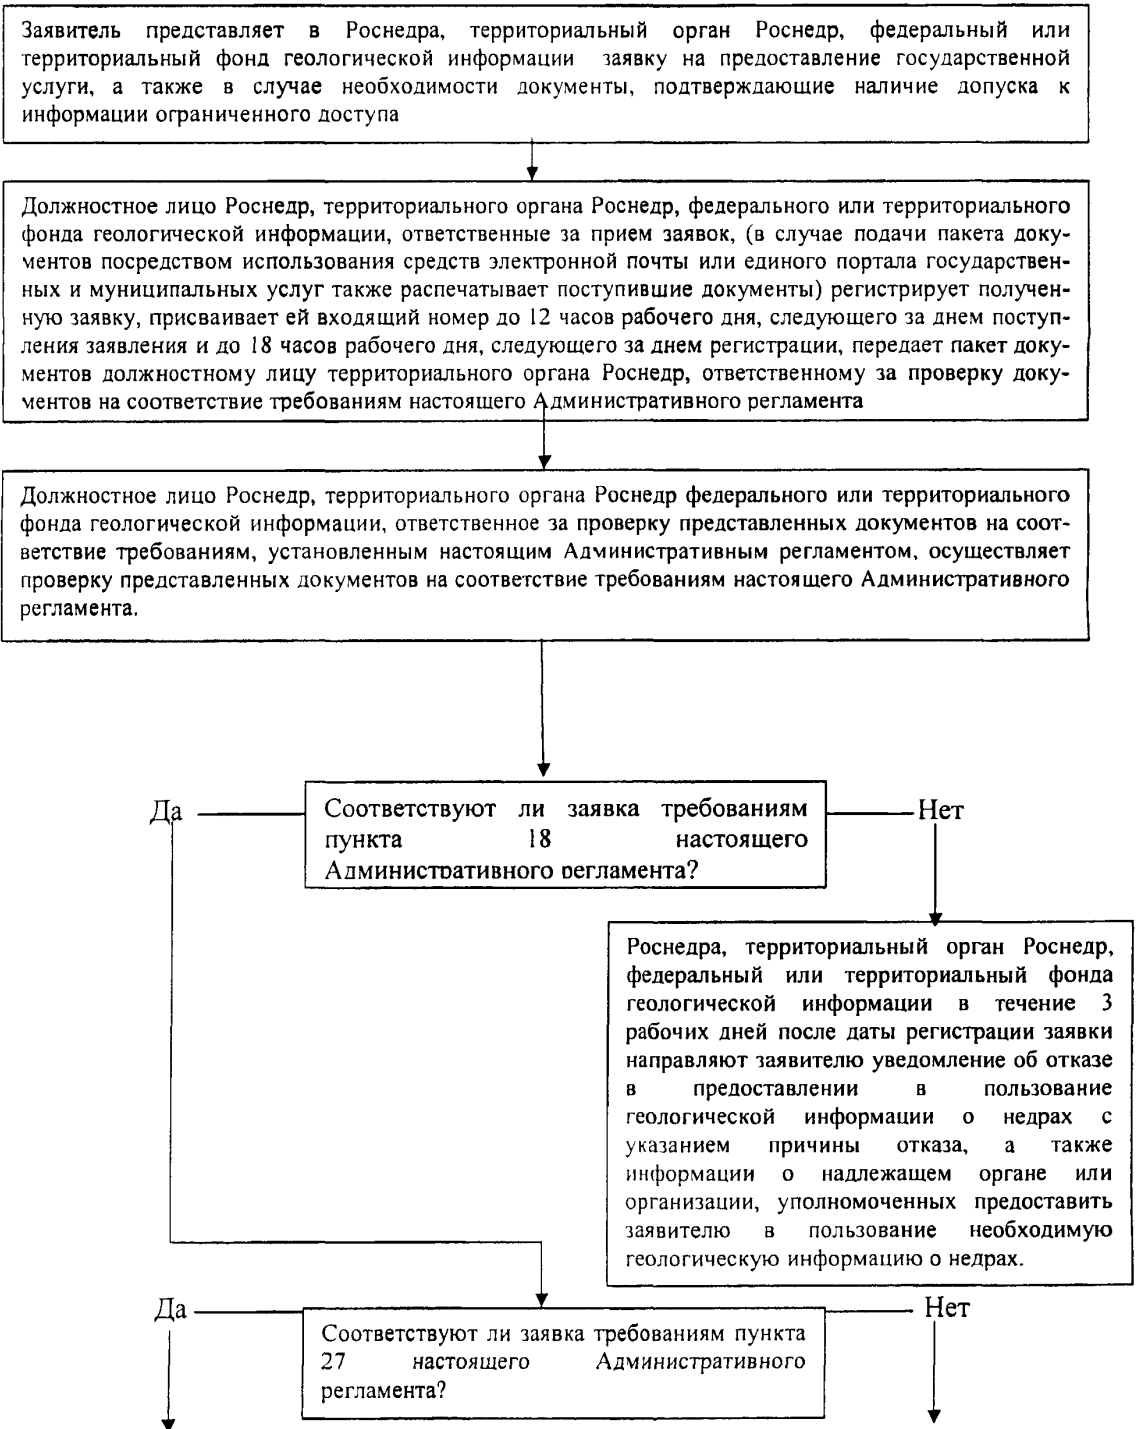 Заявитель представляет в Роснедра, территориальный орган Роснедр, федеральный или
территориальный фонд геологической информации заявку на предоставление государственной
услуги, а также в случае необходимости документы, подтверждающие наличие допуска к
информации ограниченного доступа
Должностное лицо Роснедр, территориального органа Роснедр, федерального или территориального
фонда геологической информации, ответственные за прием заявок, (в случае подачи пакета доку-
ментов посредством использования средств электронной почты или единого портала государствен-
ных и муниципальных услуг также распечатывает поступившие документы) регистрирует получен-
ную заявку, присваивает ей входящий номер до 12 часов рабочего дня, следующего за днем поступ-
ления заявления и до 18 часов рабочего дня, следующего за днем регистрации, передает пакет доку-
ментов должностному лицу территориального органа Роснедр, ответственному за проверку доку-
ментов на соответствие требованиям настоящего Административного регламента
Должностное лицо Роснедр, территориального органа Роснедр федерального или территориального
фонда геологической информации, ответственное за проверку представленных документов на соот-
ветствие требованиям, установленным настоящим Административным регламентом, осуществляет
проверку представленных документов на соответствие требованиям настоящего Административного
регламента.
Да
Соответствуют ли заявка требованиям
пункта 18 настоящего
Административного регламента?
Нет
Роснедра, территориальный орган Роснедр,
федеральный или территориальный фонда
геологической информации в течение 3
рабочих дней после даты регистрации заявки
направляют заявителю уведомление об отказе
в предоставлении в пользование
геологической информации о недрах с
указанием причины отказа, а также
информации о надлежащем органе или
организации, уполномоченных предоставить
заявителю в пользование необходимую
геологическую информацию о недрах.
Да
Соответствуют ли заявка требованиям пункта
27 настоящего Административного
регламента?
Нет